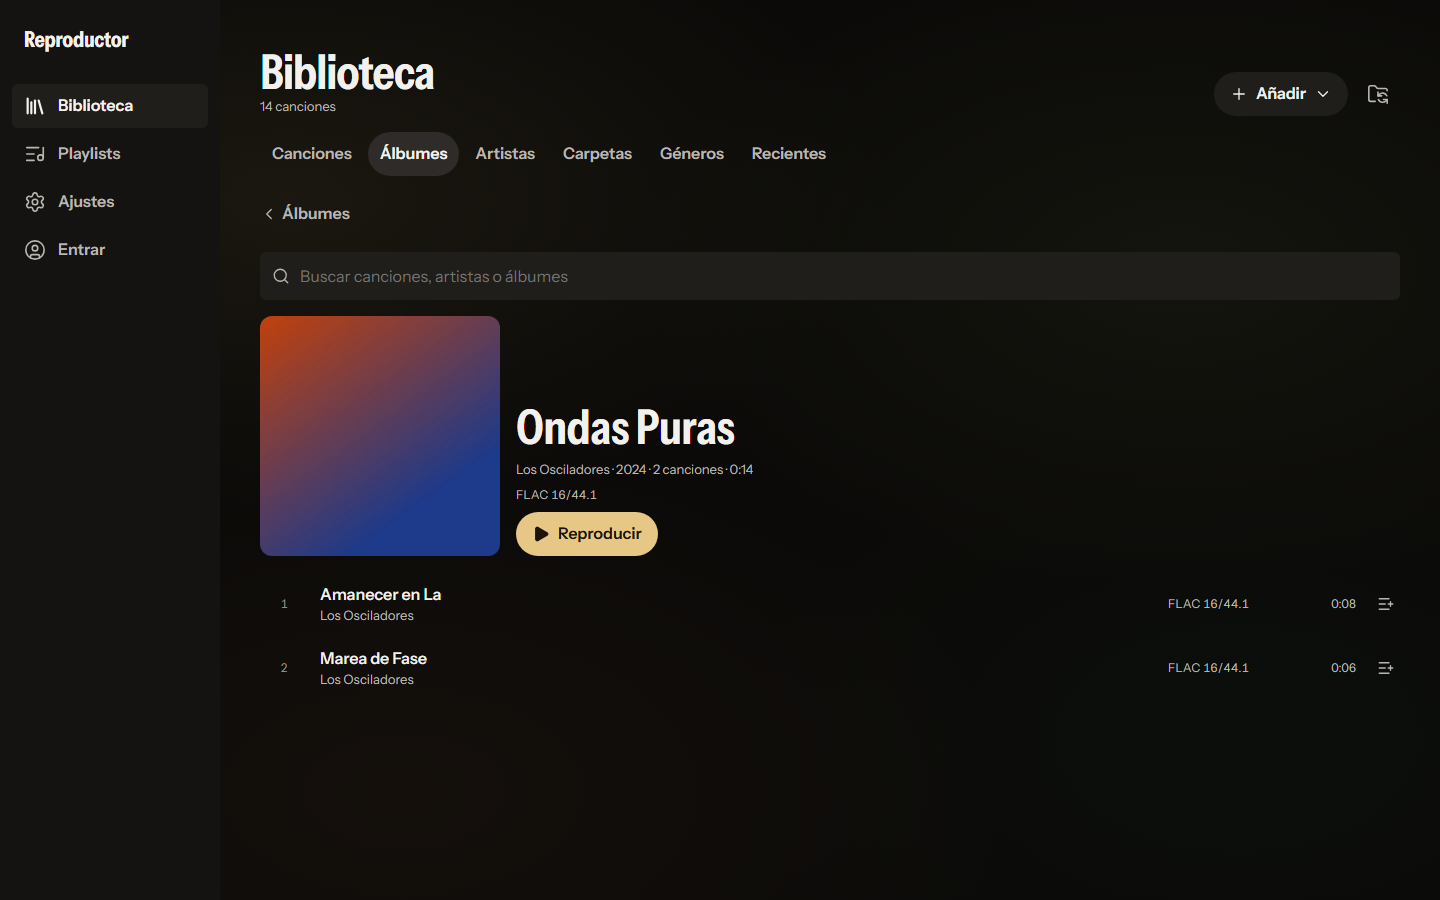 Reproductor
Biblioteca
Playlists
Ajustes
Entrar
Biblioteca
14 canciones
Añadir
Canciones
Álbumes
Artistas
Carpetas
Géneros
Recientes
Álbumes
Buscar canciones, artistas o álbumes
Ondas Puras
Los Osciladores · 2024 · 2 canciones · 0:14
FLAC 16/44.1
Reproducir
1
Amanecer en La
Los Osciladores
FLAC 16/44.1
0:08
2
Marea de Fase
Los Osciladores
FLAC 16/44.1
0:06